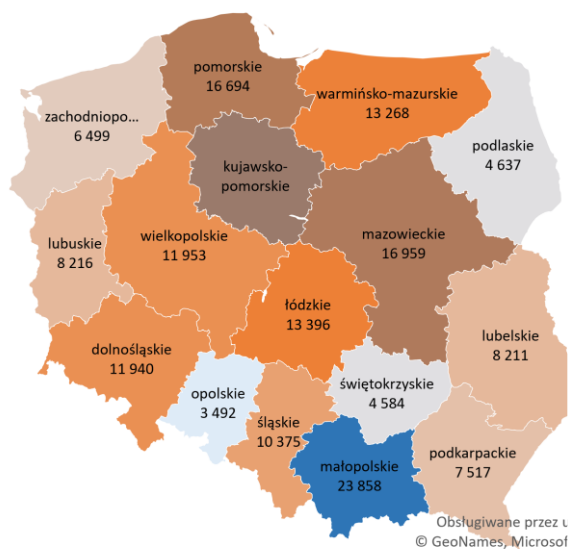 pomorskie
16 694
warmińsko-mazurskie
13 268
zachodniopo...
6 499
podlaskie
4 637
kujawsko-
pomorskie
mazowieckie
16 959
wielkopolskie
11 953
lubuskie
8 216
łódzkie
13 396
lubelskie
8 211
dolnośląskie
11 940
świętokrzyskie
4 584
opolskie
3 492
śląskie
10 375
podkarpackie
7 517
małopolskie
23 858
Obsługiwane przez u
© GeoNames, Microsof